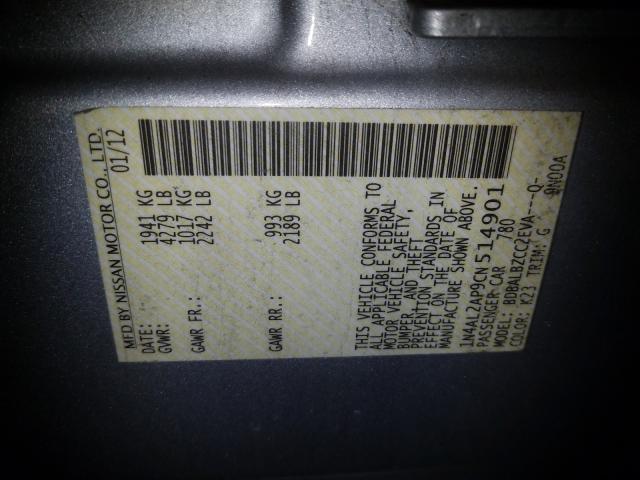 MFD BY NISSAN MOTOR CO., LTD.
DATE: 01/12
GVWR: 1941 KG
4279 LB
GAWR FR.: 1017 KG
2242 LB
GAWR RR.: 993 KG
2189 LB
THIS VEHICLE CONFORMS TO
ALL APPLICABLE FEDERAL
MOTOR VEHICLE SAFETY,
BUMPER, AND THEFT
PREVENTION STANDARDS IN
EFFECT ON THE DATE OF
MANUFACTURE SHOWN ABOVE.
1N4AL2AP9CN514901
PASSENGER CAR 780
MODEL: BDBALBZCC2EVA---Q-
COLOR: K23 TRIM: G